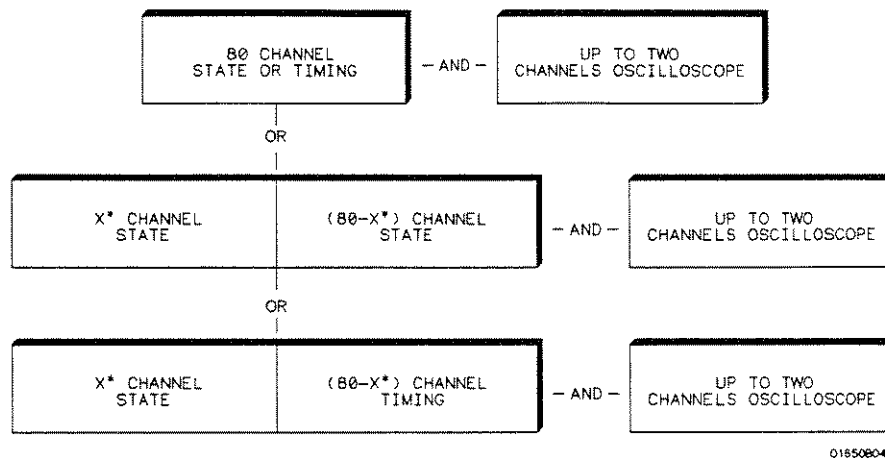 80 CHANNEL
STATE OR TIMING
- AND -
UP TO TWO
CHANNELS OSCILLOSCOPE
OR
X* CHANNEL
STATE
(80-X*) CHANNEL
STATE
- AND -
UP TO TWO
CHANNELS OSCILLOSCOPE
OR
X* CHANNEL
STATE
(80-X*) CHANNEL
TIMING
- AND -
UP TO TWO
CHANNELS OSCILLOSCOPE
01650B04